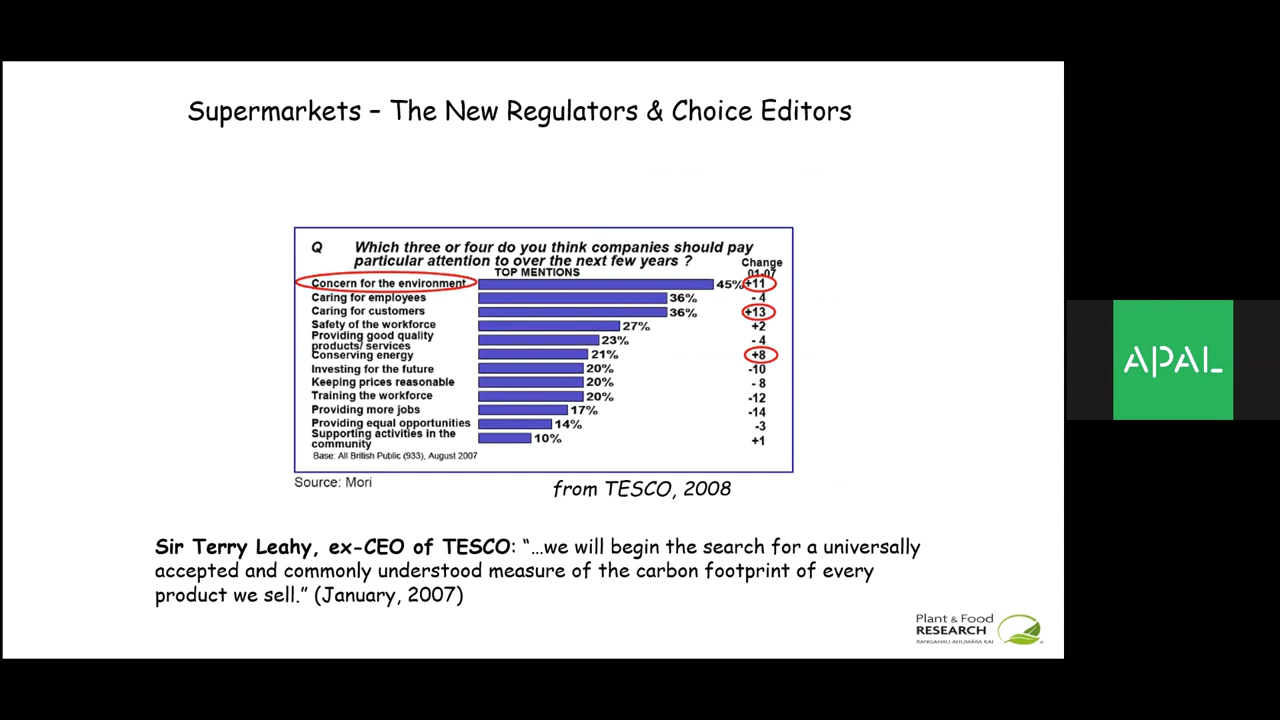 Supermarkets – The New Regulators & Choice Editors
Q Which three or four do you think companies should pay
particular attention to over the next few years ?
TOP MENTIONS
Change
01-07
Concern for the environment 45% +11
Caring for employees 36% - 4
Caring for customers 36% +13
Safety of the workforce 27% +2
Providing good quality
products/ services 23% - 4
Conserving energy 21% +8
Investing for the future 20% -10
Keeping prices reasonable 20% - 8
Training the workforce 20% -12
Providing more jobs 17% -14
Providing equal opportunities 14% -3
Supporting activities in the
community 10% +1
Base: All British Public (933), August 2007
Source: Mori
from TESCO, 2008
Sir Terry Leahy, ex-CEO of TESCO: “…we will begin the search for a universally
accepted and commonly understood measure of the carbon footprint of every
product we sell.” (January, 2007)
Plant & Food
RESEARCH
RANGAHAU AHUMĀRA KAI
APAL